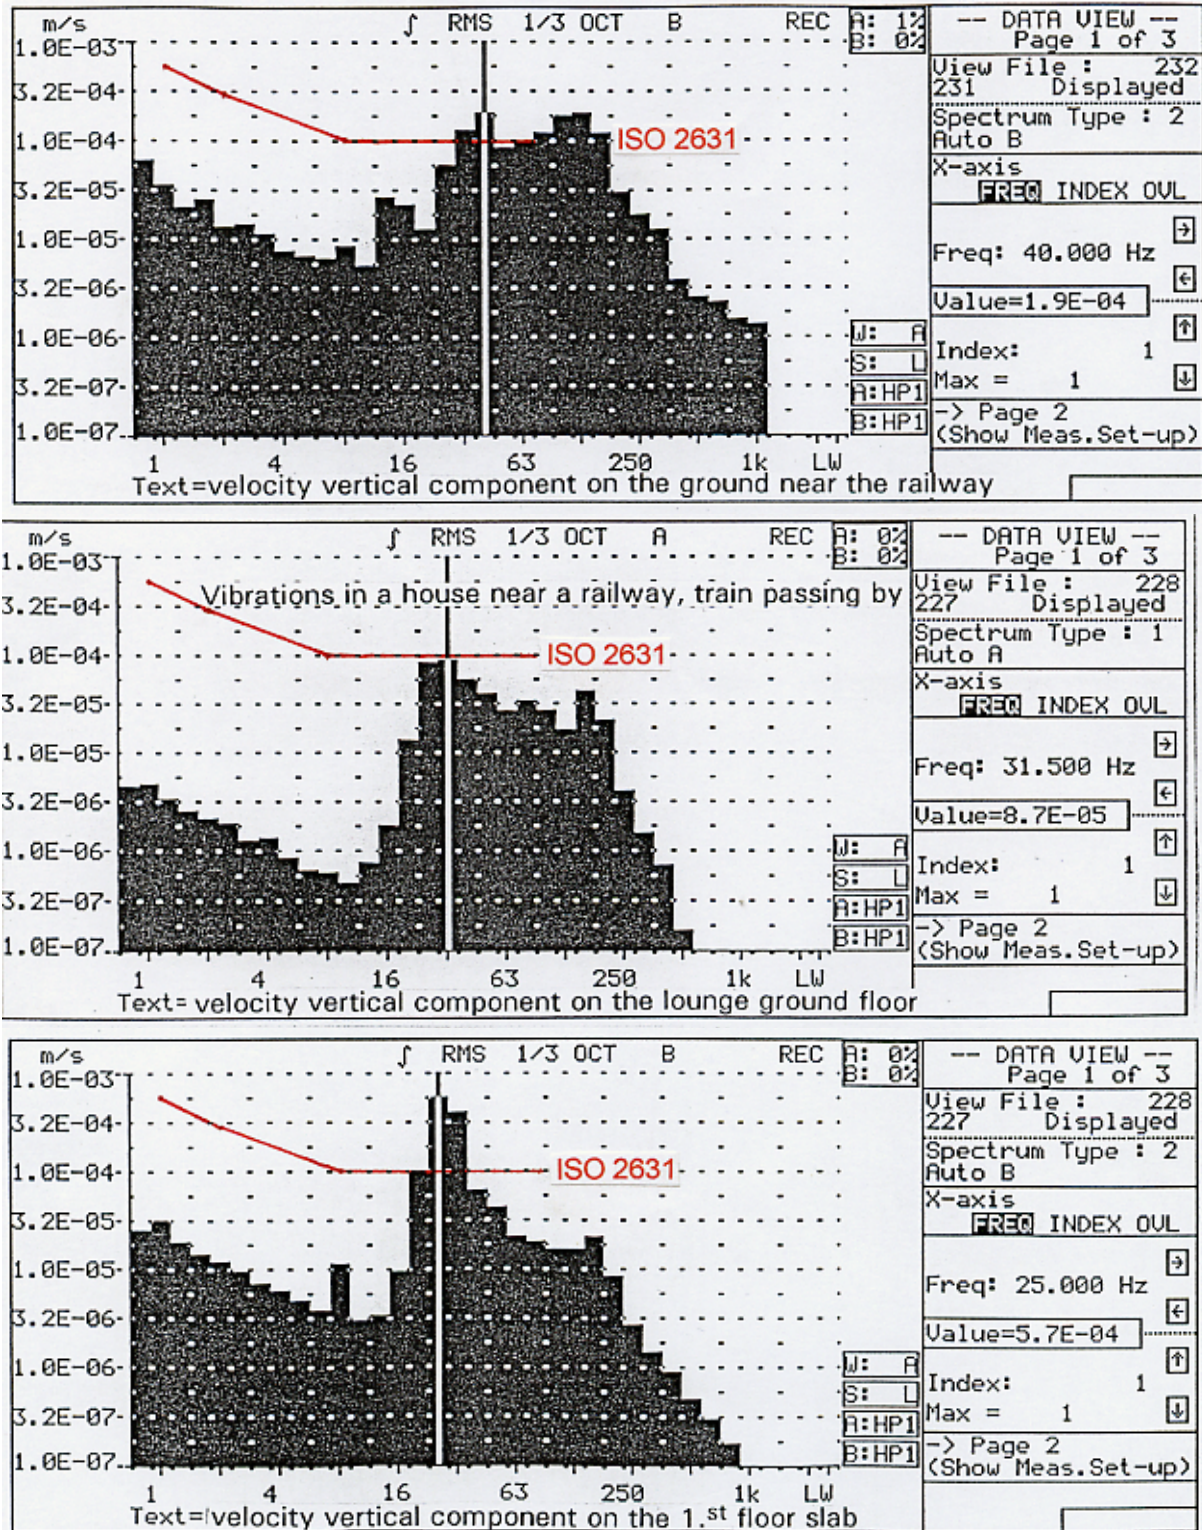 m/s ∫ RMS 1/3 OCT B REC A: 1%
B: 0%
-- DATA VIEW --
Page 1 of 3
View File : 232
231 Displayed
Spectrum Type : 2
Auto B
X-axis
FREQ INDEX OVL
→
Freq: 40.000 Hz
←
Value=1.9E-04
↑
Index: 1
Max = 1 ↓
-> Page 2
(Show Meas.Set-up)
1.0E-03
3.2E-04
1.0E-04
3.2E-05
1.0E-05
3.2E-06
1.0E-06
3.2E-07
1.0E-07
ISO 2631
W: A
S: L
A:HP1
B:HP1
1 4 16 63 250 1k LW
Text=velocity vertical component on the ground near the railway
m/s ∫ RMS 1/3 OCT A REC A: 0%
B: 0%
-- DATA VIEW --
Page 1 of 3
View File : 228
227 Displayed
Spectrum Type : 1
Auto A
X-axis
FREQ INDEX OVL
→
Freq: 31.500 Hz
←
Value=8.7E-05
↑
Index: 1
Max = 1 ↓
-> Page 2
(Show Meas.Set-up)
1.0E-03
Vibrations in a house near a railway, train passing by
3.2E-04
1.0E-04
ISO 2631
3.2E-05
1.0E-05
3.2E-06
1.0E-06
3.2E-07
1.0E-07
W: A
S: L
A:HP1
B:HP1
1 4 16 63 250 1k LW
Text= velocity vertical component on the lounge ground floor
m/s ∫ RMS 1/3 OCT B REC A: 0%
B: 0%
-- DATA VIEW --
Page 1 of 3
View File : 228
227 Displayed
Spectrum Type : 2
Auto B
X-axis
FREQ INDEX OVL
→
Freq: 25.000 Hz
←
Value=5.7E-04
↑
Index: 1
Max = 1 ↓
-> Page 2
(Show Meas.Set-up)
1.0E-03
3.2E-04
1.0E-04
ISO 2631
3.2E-05
1.0E-05
3.2E-06
1.0E-06
3.2E-07
1.0E-07
W: A
S: L
A:HP1
B:HP1
1 4 16 63 250 1k LW
Text=velocity vertical component on the 1.st floor slab